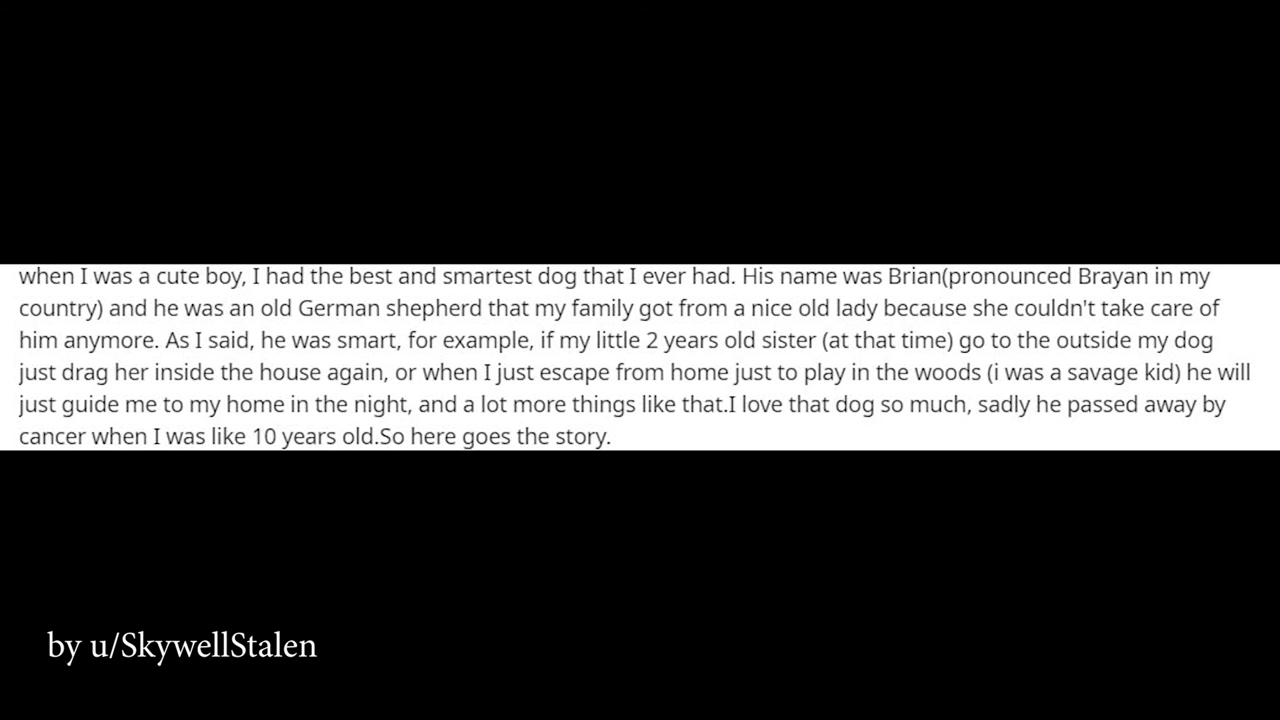 when I was a cute boy, I had the best and smartest dog that I ever had. His name was Brian(pronounced Brayan in my
country) and he was an old German shepherd that my family got from a nice old lady because she couldn't take care of
him anymore. As I said, he was smart, for example, if my little 2 years old sister (at that time) go to the outside my dog
just drag her inside the house again, or when I just escape from home just to play in the woods (i was a savage kid) he will
just guide me to my home in the night, and a lot more things like that.I love that dog so much, sadly he passed away by
cancer when I was like 10 years old.So here goes the story.
by u/SkywellStalen